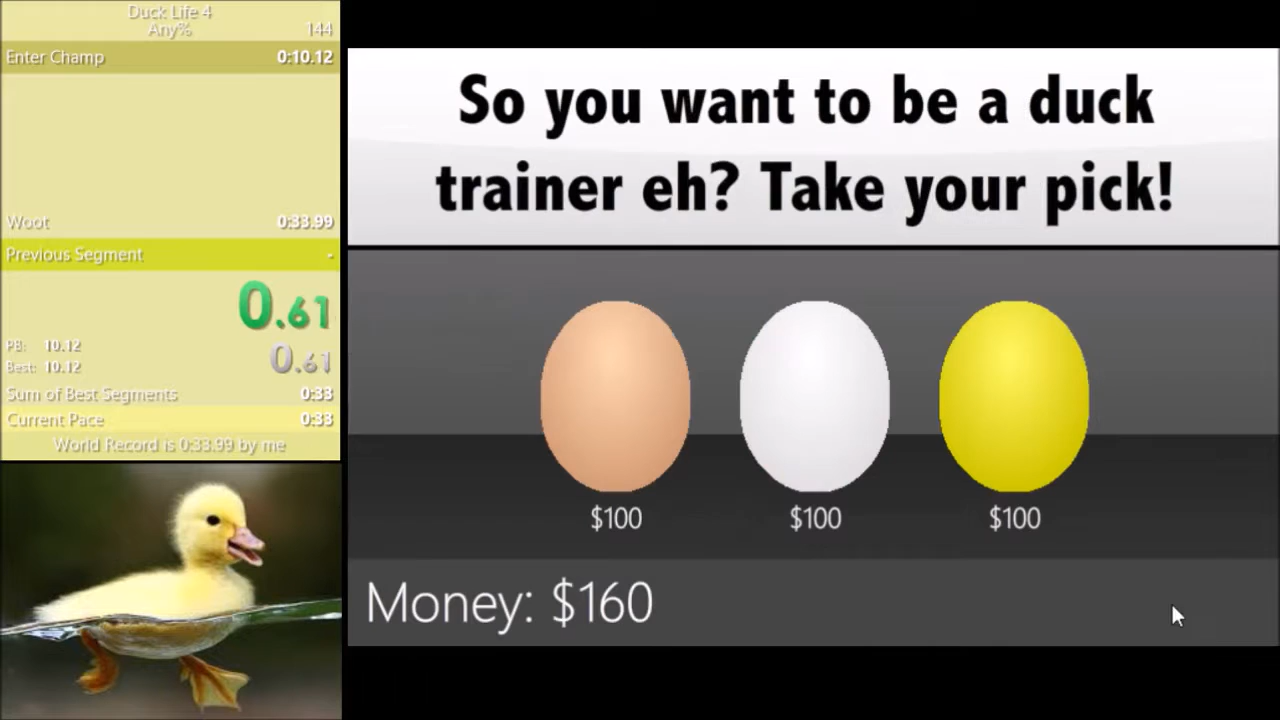 Duck Life 4
Any% 144
Enter Champ 0:10.12
Woot 0:33.99
Previous Segment -
0.61
PB: 10.12
Best: 10.12 0.61
Sum of Best Segments 0:33
Current Pace 0:33
World Record is 0:33.99 by me
So you want to be a duck
trainer eh? Take your pick!
$100 $100 $100
Money: $160